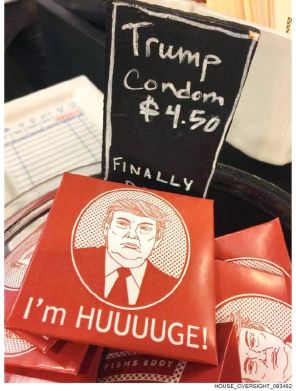 Trump
Condom
$4.50
FINALLY
I'm HUUUUGE!
FISHS EDDY
HOUSE_OVERSIGHT_083462